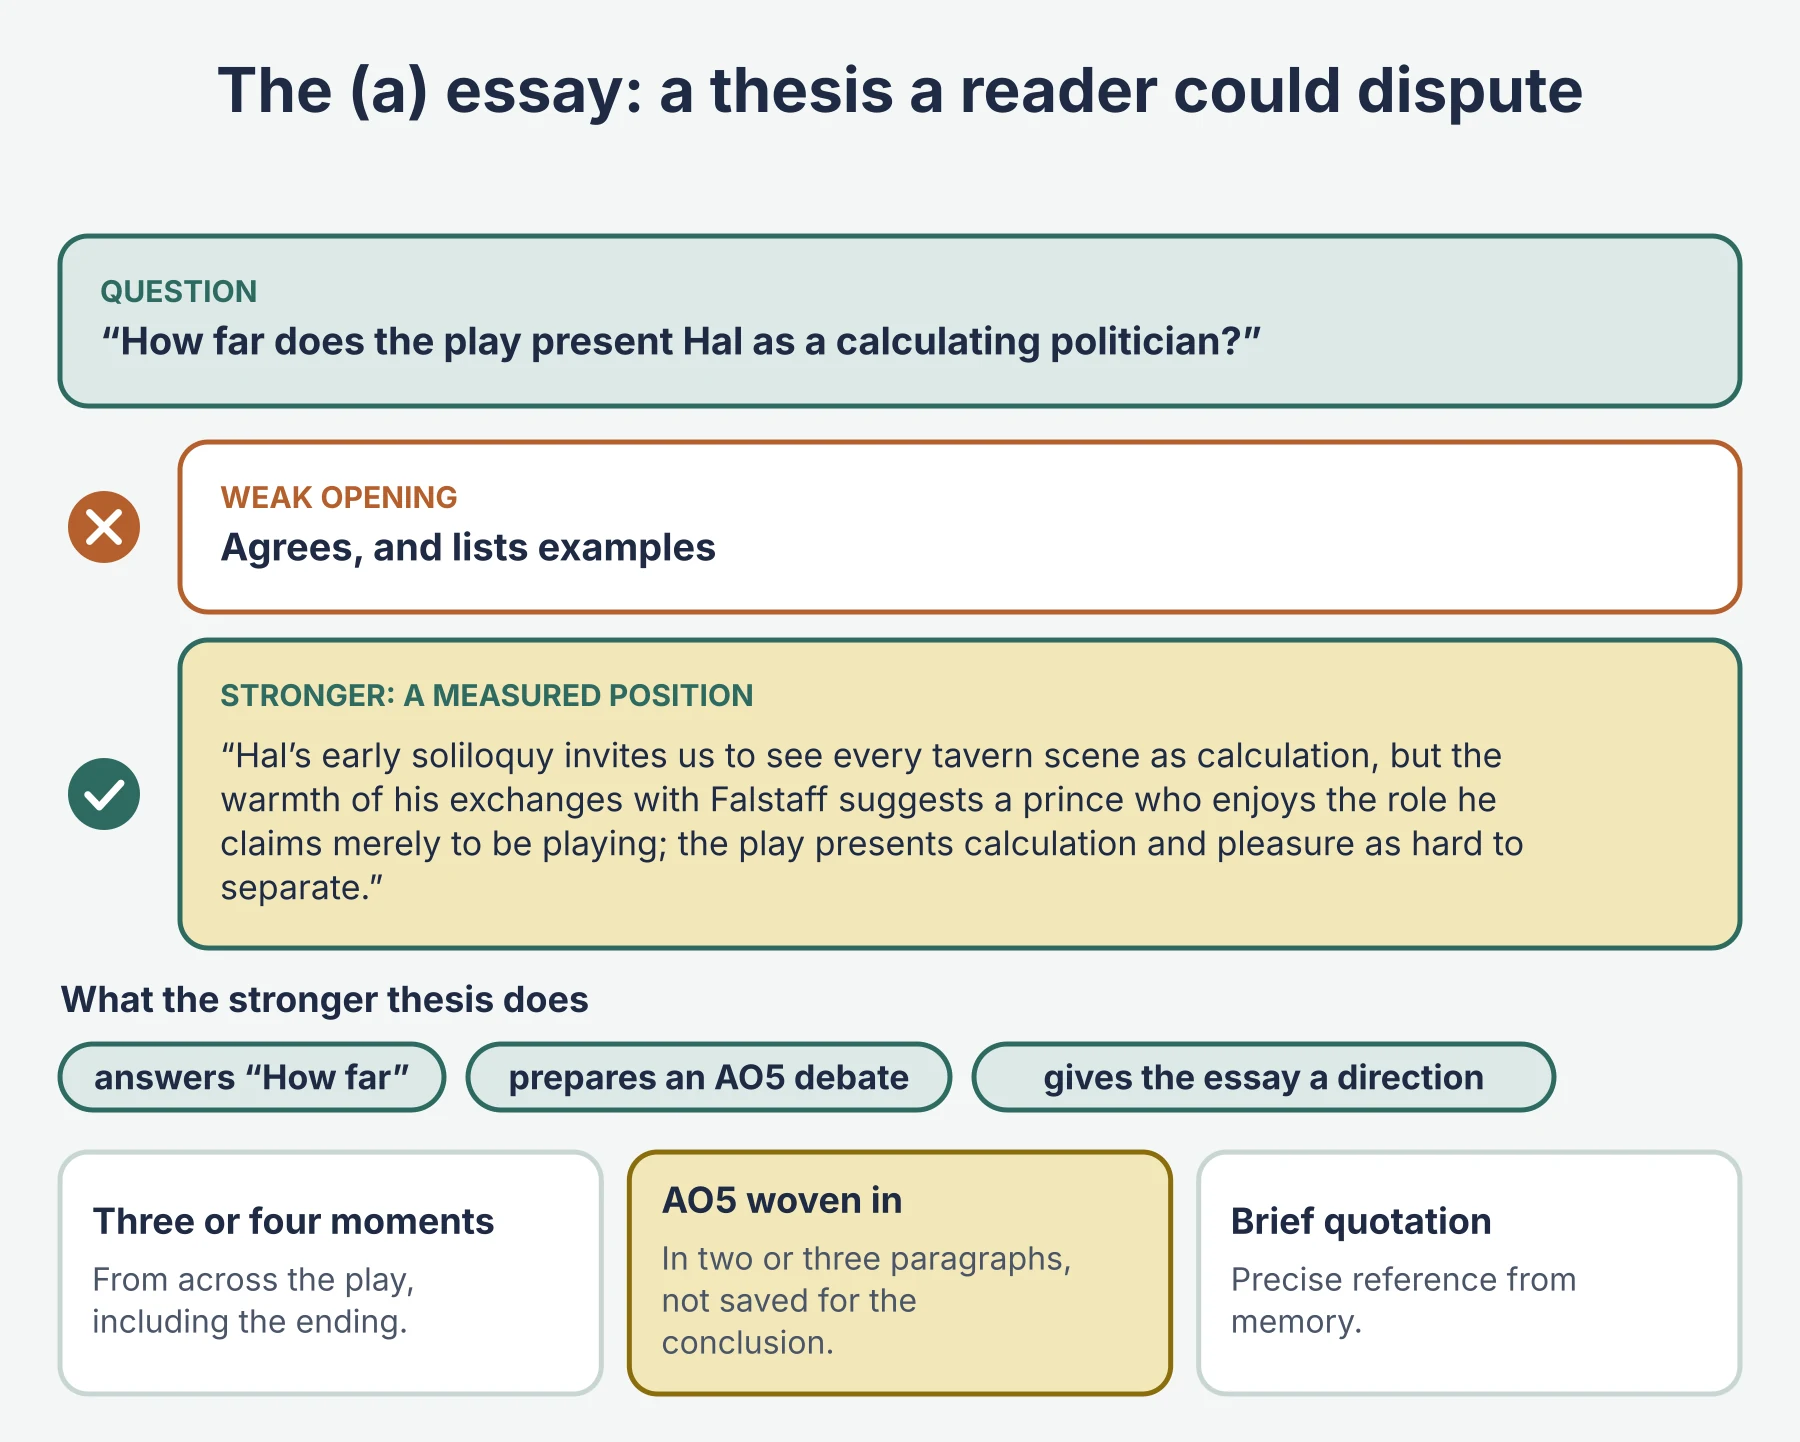 The (a) essay: a thesis a reader could dispute
QUESTION
“How far does the play present Hal as a calculating politician?”
WEAK OPENING
Agrees, and lists examples
STRONGER: A MEASURED POSITION
“Hal’s early soliloquy invites us to see every tavern scene as calculation, but the
warmth of his exchanges with Falstaff suggests a prince who enjoys the role he
claims merely to be playing; the play presents calculation and pleasure as hard to
separate.”
What the stronger thesis does
answers “How far”
prepares an AO5 debate
gives the essay a direction
Three or four moments
From across the play,
including the ending.
AO5 woven in
In two or three paragraphs,
not saved for the
conclusion.
Brief quotation
Precise reference from
memory.